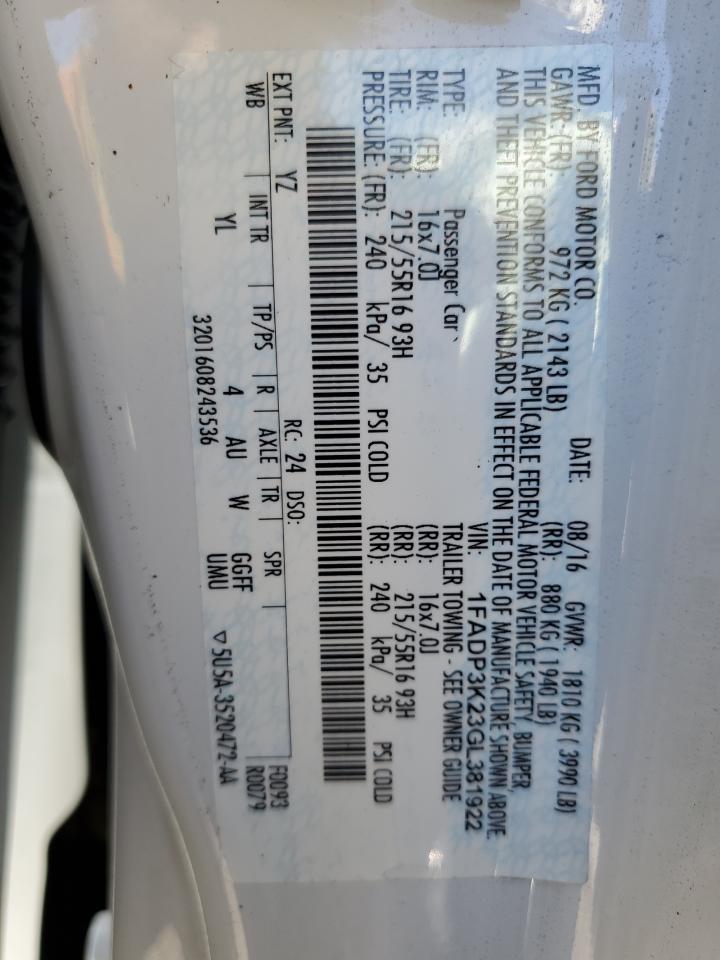 MFD. BY FORD MOTOR CO. DATE: 08/16 GVWR: 1810 KG ( 3990 LB)
GAWR: (FR): 972 KG ( 2143 LB) (RR): 880 KG ( 1940 LB)
THIS VEHICLE CONFORMS TO ALL APPLICABLE FEDERAL MOTOR VEHICLE SAFETY, BUMPER,
AND THEFT PREVENTION STANDARDS IN EFFECT ON THE DATE OF MANUFACTURE SHOWN ABOVE.
VIN: 1FADP3K23GL381922
TYPE: Passenger Car TRAILER TOWING - SEE OWNER GUIDE
RIM: (FR): 16x7.0J (RR): 16x7.0J
TIRE: (FR): 215/55R16 93H (RR): 215/55R16 93H
PRESSURE: (FR): 240 kPa/ 35 PSI COLD (RR): 240 kPa/ 35 PSI COLD
EXT PNT: YZ RC: 24 DSO: F0093
WB INT TR TP/PS R AXLE TR SPR R0079
YL 4 AU W GGFF
UMU
3201608243536 ▽5U5A-3520472-AA